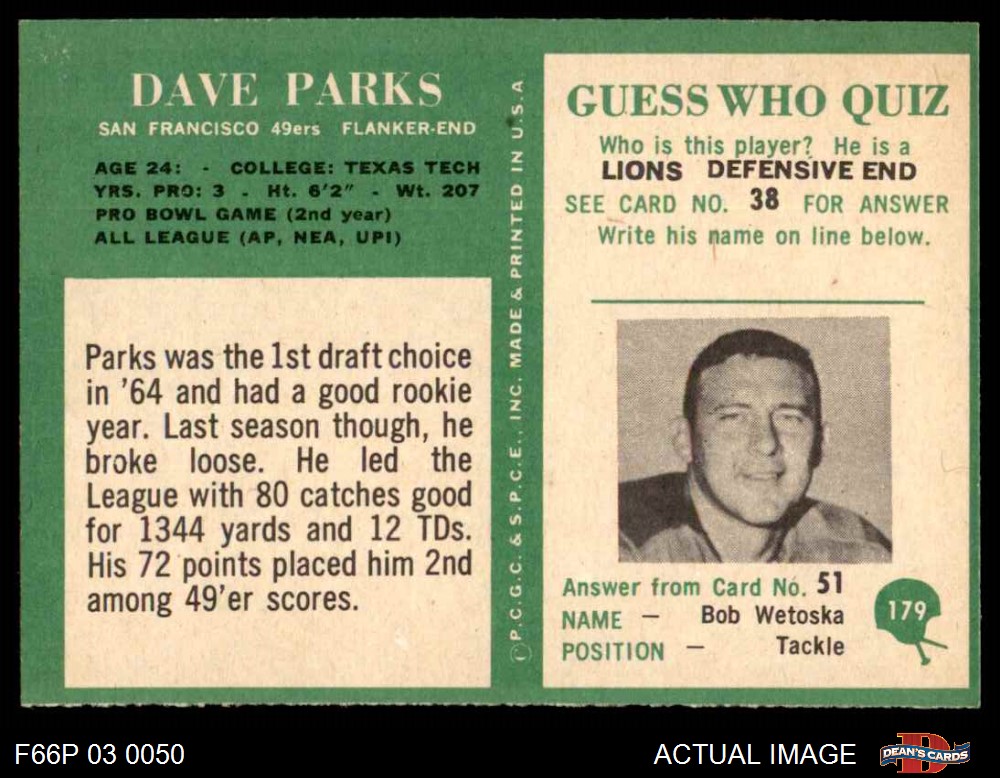 DAVE PARKS
SAN FRANCISCO 49ers FLANKER-END
AGE 24: - COLLEGE: TEXAS TECH
YRS. PRO: 3 - Ht. 6'2" - Wt. 207
PRO BOWL GAME (2nd year)
ALL LEAGUE (AP, NEA, UPI)
Parks was the 1st draft choice
in '64 and had a good rookie
year. Last season though, he
broke loose. He led the
League with 80 catches good
for 1344 yards and 12 TDs.
His 72 points placed him 2nd
among 49'er scores.
©P.C.G.C. & S.P.C.E., INC. MADE & PRINTED IN U.S.A
GUESS WHO QUIZ
Who is this player? He is a
LIONS DEFENSIVE END
SEE CARD NO. 38 FOR ANSWER
Write his name on line below.
Answer from Card No. 51
NAME — Bob Wetoska
POSITION — Tackle
179
F66P 03 0050
ACTUAL IMAGE
D
DEAN'S CARDS